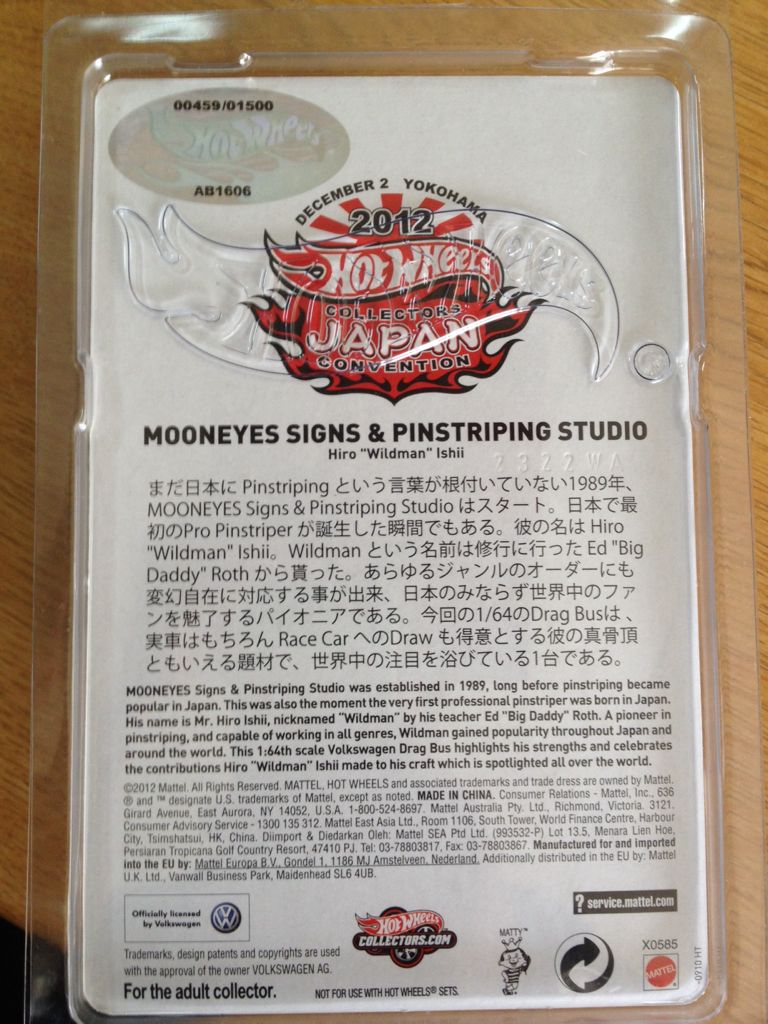 00459/01500
Hot Wheels
AB1606
DECEMBER 2 YOKOHAMA
2012
HOT WHEELS
COLLECTORS
JAPAN
CONVENTION
MOONEYES SIGNS & PINSTRIPING STUDIO
Hiro "Wildman" Ishii
2322WA
まだ日本に Pinstriping という言葉が根付いていない1989年、
MOONEYES Signs & Pinstriping Studio はスタート。日本で最
初のPro Pinstriper が誕生した瞬間でもある。彼の名は Hiro
"Wildman" Ishii。Wildman という名前は修行に行った Ed "Big
Daddy" Roth から貰った。あらゆるジャンルのオーダーにも
変幻自在に対応する事が出来、日本のみならず世界中のファ
ンを魅了するパイオニアである。今回の1/64のDrag Busは、
実車はもちろん Race Car へのDraw も得意とする彼の真骨頂
ともいえる題材で、世界中の注目を浴びている1台である。
MOONEYES Signs & Pinstriping Studio was established in 1989, long before pinstriping became
popular in Japan. This was also the moment the very first professional pinstriper was born in Japan.
His name is Mr. Hiro Ishii, nicknamed "Wildman" by his teacher Ed "Big Daddy" Roth. A pioneer in
pinstriping, and capable of working in all genres, Wildman gained popularity throughout Japan and
around the world. This 1:64th scale Volkswagen Drag Bus highlights his strengths and celebrates
the contributions Hiro "Wildman" Ishii made to his craft which is spotlighted all over the world.
©2012 Mattel. All Rights Reserved. MATTEL, HOT WHEELS and associated trademarks and trade dress are owned by Mattel.
® and ™ designate U.S. trademarks of Mattel, except as noted. MADE IN CHINA. Consumer Relations - Mattel, Inc., 636
Girard Avenue, East Aurora, NY 14052, U.S.A. 1-800-524-8697. Mattel Australia Pty. Ltd., Richmond, Victoria. 3121.
Consumer Advisory Service - 1300 135 312. Mattel East Asia Ltd., Room 1106, South Tower, World Finance Centre, Harbour
City, Tsimshatsui, HK, China. Diimport & Diedarkan Oleh: Mattel SEA Ptd Ltd. (993532-P) Lot 13.5, Menara Lien Hoe,
Persiaran Tropicana Golf Country Resort, 47410 PJ. Tel: 03-78803817, Fax: 03-78803867. Manufactured for and imported
into the EU by: Mattel Europa B.V., Gondel 1, 1186 MJ Amstelveen, Nederland. Additionally distributed in the EU by: Mattel
U.K. Ltd., Vanwall Business Park, Maidenhead SL6 4UB.
? service.mattel.com
Officially licensed
by Volkswagen
HOT WHEELS
COLLECTORS.COM
MATTY™
X0585
MATTEL
-0910 HT
Trademarks, design patents and copyrights are used
with the approval of the owner VOLKSWAGEN AG.
For the adult collector.
NOT FOR USE WITH HOT WHEELS® SETS.